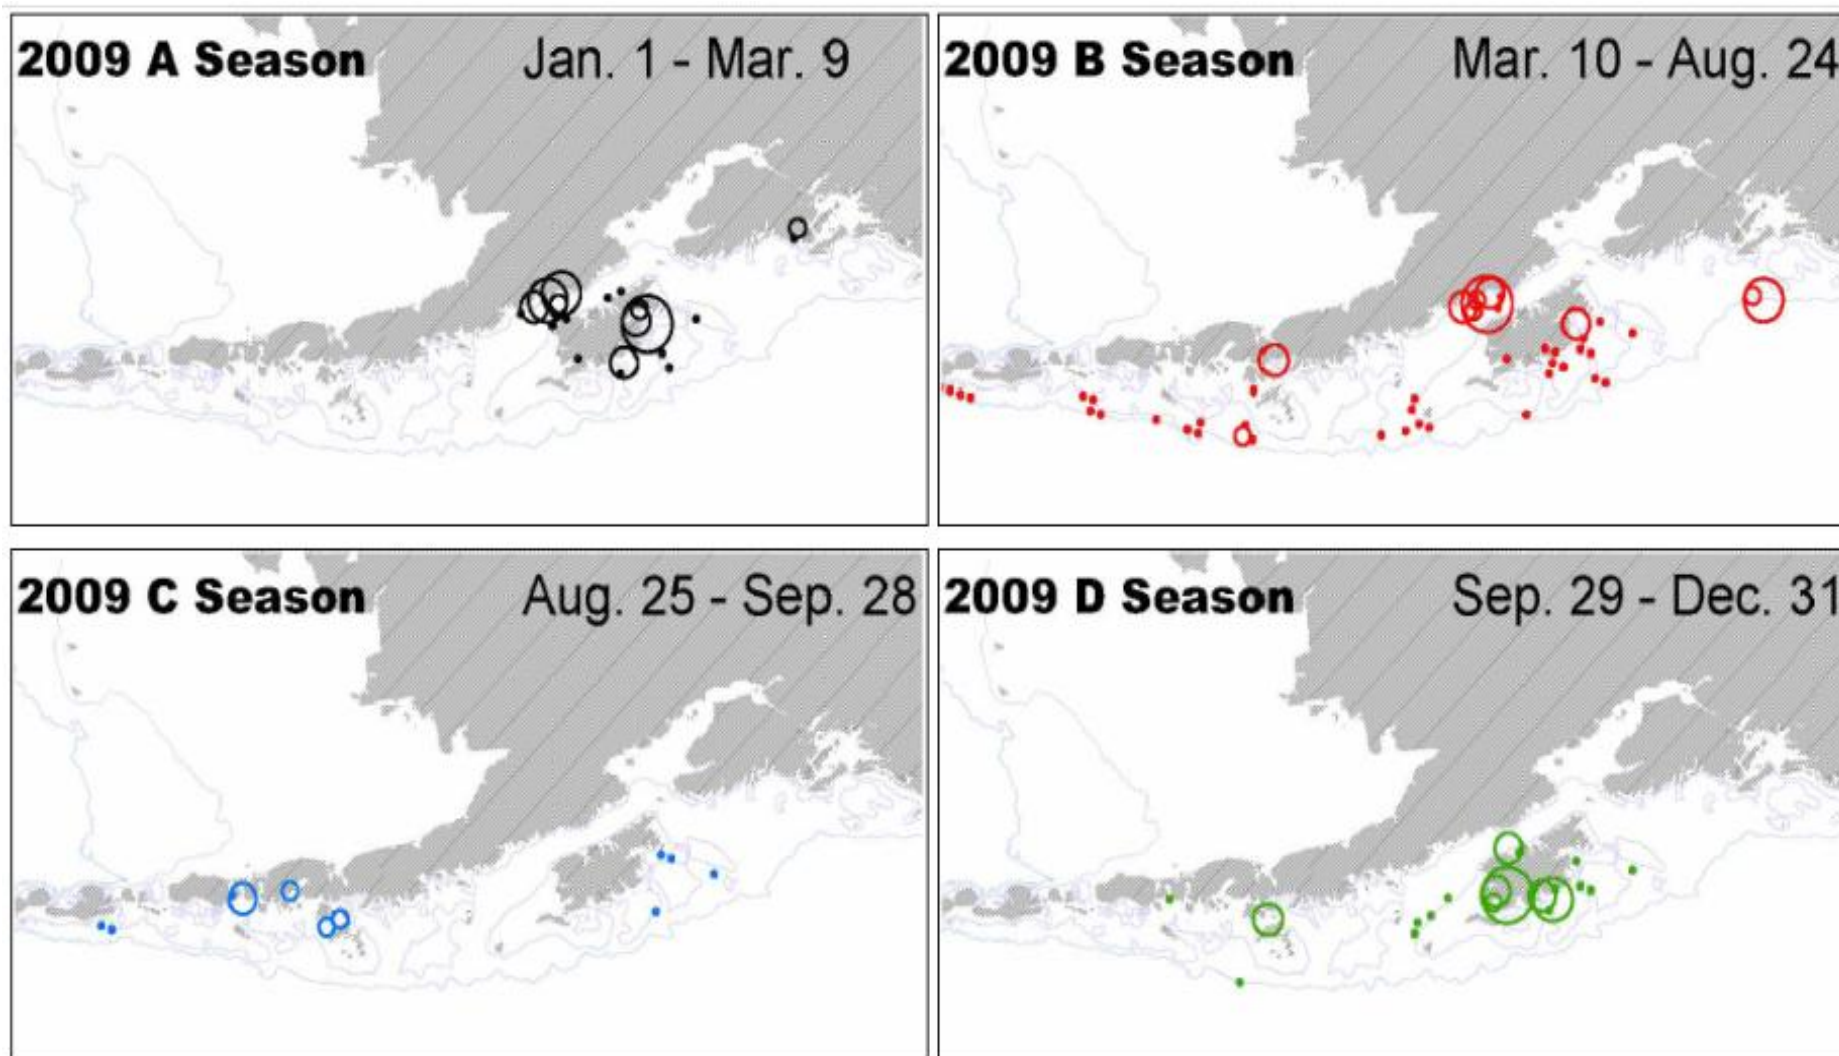 2009 A Season
Jan. 1 - Mar. 9
2009 B Season
Mar. 10 - Aug. 24
2009 C Season
Aug. 25 - Sep. 28
2009 D Season
Sep. 29 - Dec. 31